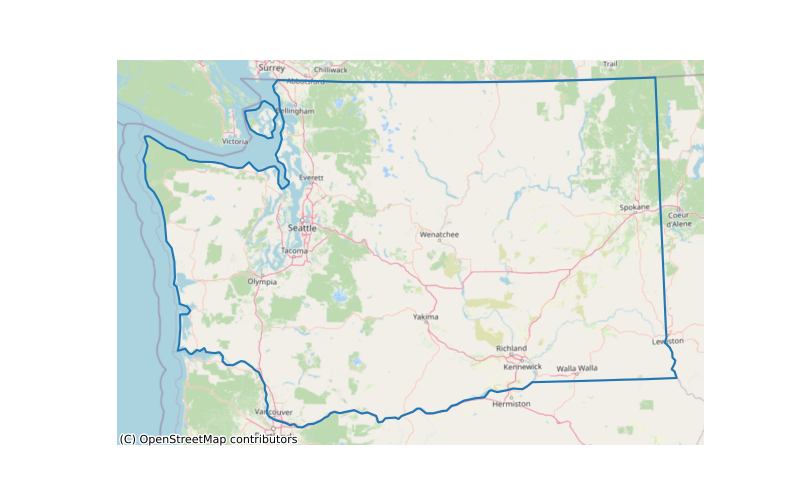 Surrey
Chilliwack
Trail
Abbotsford
Bellingham
Victoria
Everett
Spokane
Coeur
d'Alene
Seattle
Wenatchee
Tacoma
Olympia
Yakima
Lewiston
Richland
Kennewick
Walla Walla
Hermiston
Vancouver
(C) OpenStreetMap contributors